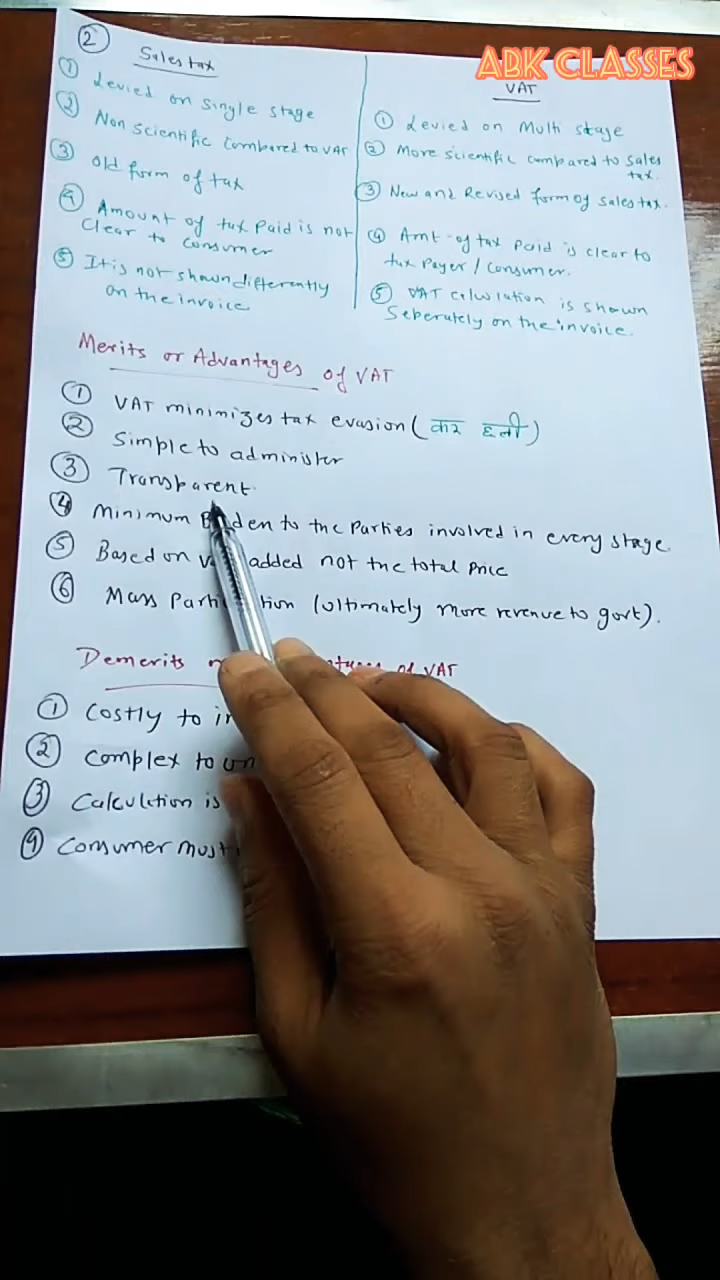 ABK CLASSES
②
Sales tax
① Levied on single stage
② Non scientific compared to VAT
③ Old form of tax
④ Amount of tax paid is not
clear to consumer
⑤ It is not shown differently
on the invoice
VAT
① Levied on Multi stage
② More scientific compared to sales
tax.
③ New and Revised form of sales tax.
④ Amt. of tax paid is clear to
tax payer / consumer.
⑤ VAT calculation is shown
Seberately on the invoice.
Merits or Advantages of VAT
① VAT minimizes tax evasion (कर छली)
② Simple to administer
③ Transparent
④ Minimum den to the Parties involved in every stage.
⑤ Based on added not the total Price
⑥ Mass Parti tion (ultimately more revenue to govt).
Demerits of VAT
① Costly to
② Complex to
③ Calculction is
④ Consumer must